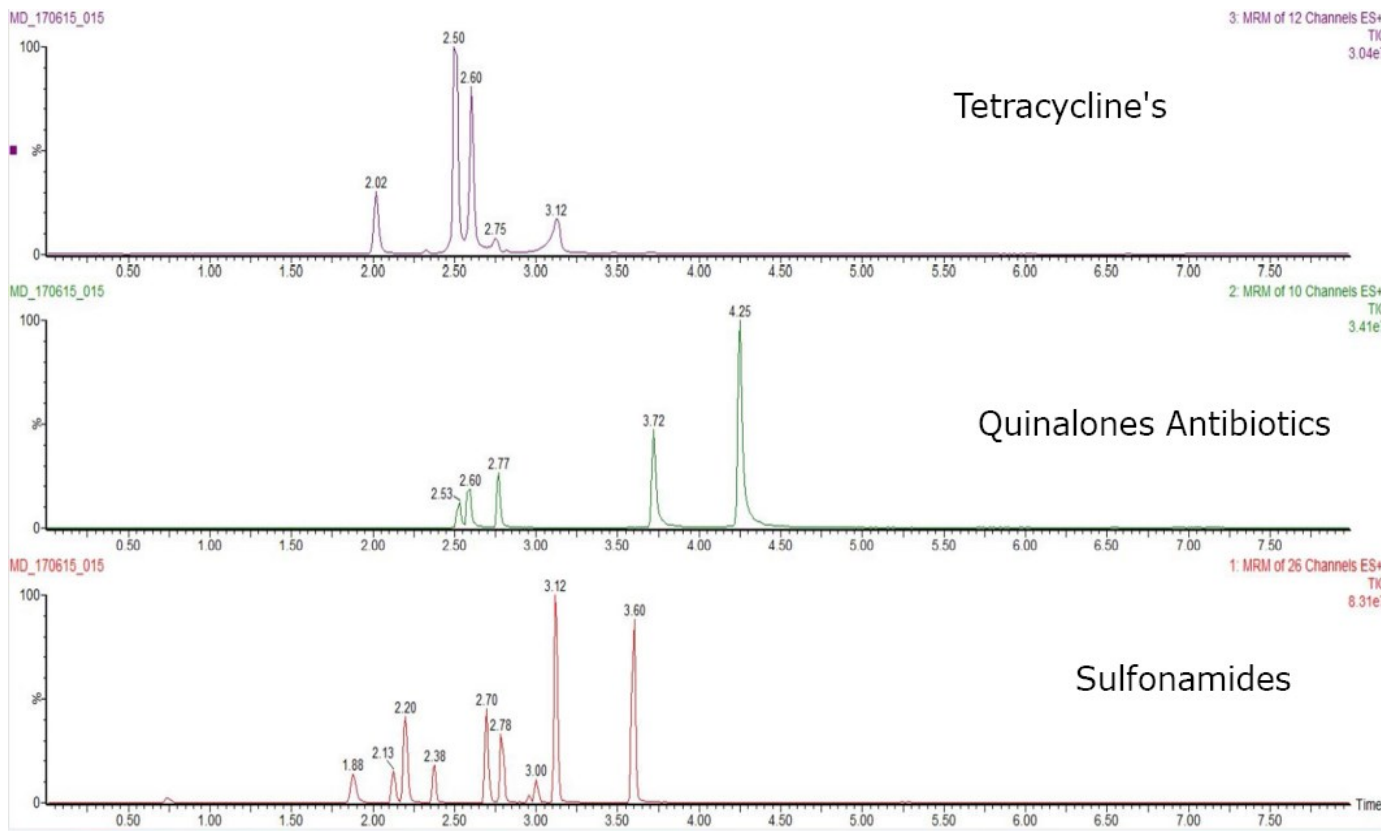 MD_170615_015
3: MRM of 12 Channels ES+
TIC
3.04e
100
%
0
2.02
2.50
2.60
2.75
3.12
Tetracycline's
0.50 1.00 1.50 2.00 2.50 3.00 3.50 4.00 4.50 5.00 5.50 6.00 6.50 7.00 7.50
MD_170615_015
2: MRM of 10 Channels ES+
TIC
3.41e
100
%
0
2.53
2.60
2.77
3.72
4.25
Quinalones Antibiotics
0.50 1.00 1.50 2.00 2.50 3.00 3.50 4.00 4.50 5.00 5.50 6.00 6.50 7.00 7.50
MD_170615_015
1: MRM of 26 Channels ES+
TIC
8.31e
100
%
0
1.88
2.13
2.20
2.38
2.70
2.78
3.00
3.12
3.60
Sulfonamides
0.50 1.00 1.50 2.00 2.50 3.00 3.50 4.00 4.50 5.00 5.50 6.00 6.50 7.00 7.50
Time